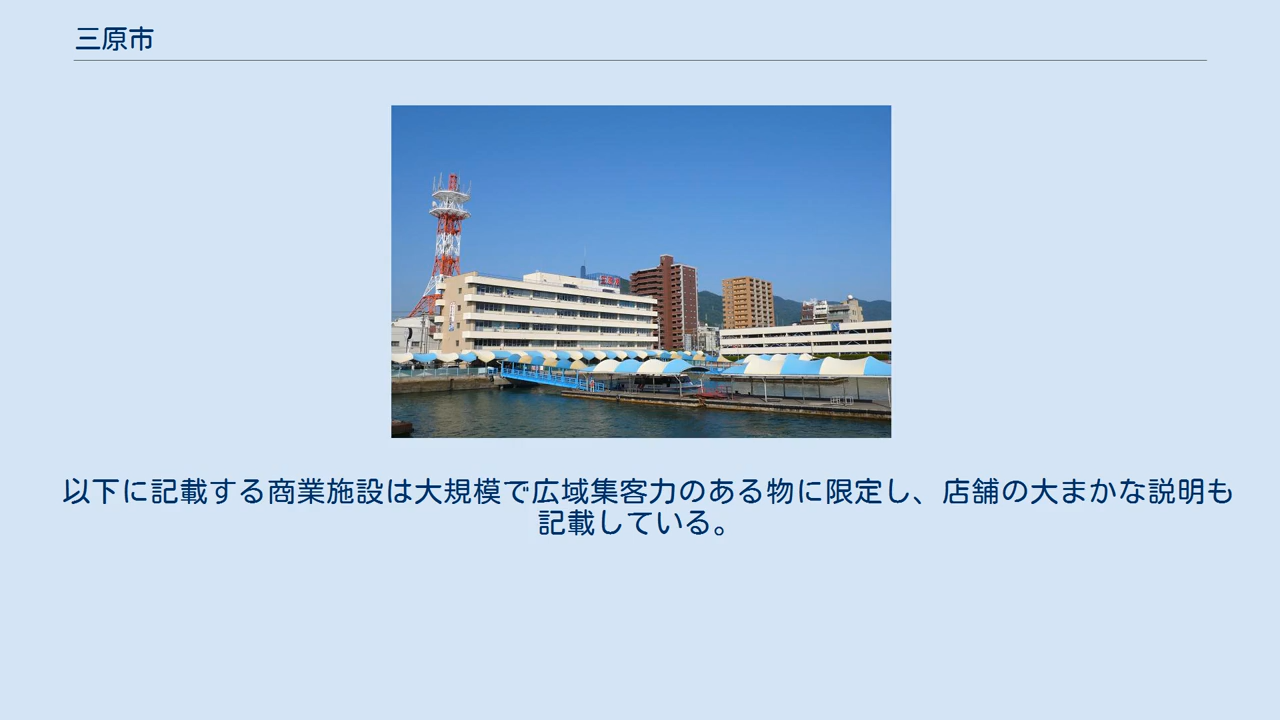 三原市
以下に記載する商業施設は大規模で広域集客力のある物に限定し、店舗の大まかな説明も
記載している。